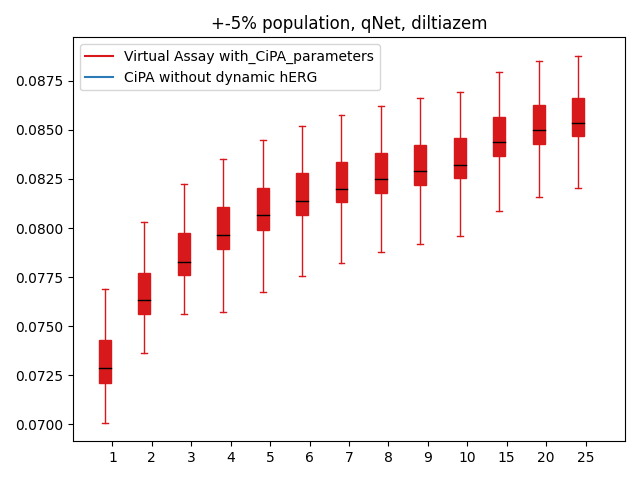 +-5% population, qNet, diltiazem
Virtual Assay with_CiPA_parameters
CiPA without dynamic hERG
0.0875
0.0850
0.0825
0.0800
0.0775
0.0750
0.0725
0.0700
1 2 3 4 5 6 7 8 9 10 15 20 25